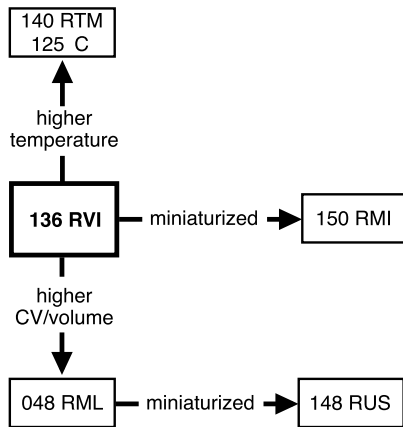 140 RTM
125 C
higher
temperature
136 RVI
miniaturized
150 RMI
higher
CV/volume
048 RML
miniaturized
148 RUS